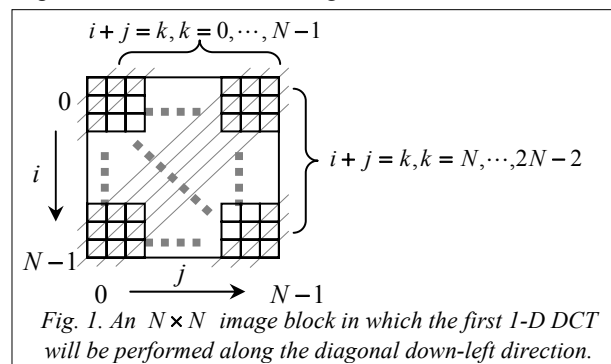 i + j = k, k = 0, ⋯, N−1
0
i
i + j = k, k = N, ⋯, 2N−2
N−1
j
0
N−1
Fig. 1. An N × N image block in which the first 1-D DCT
will be performed along the diagonal down-left direction.